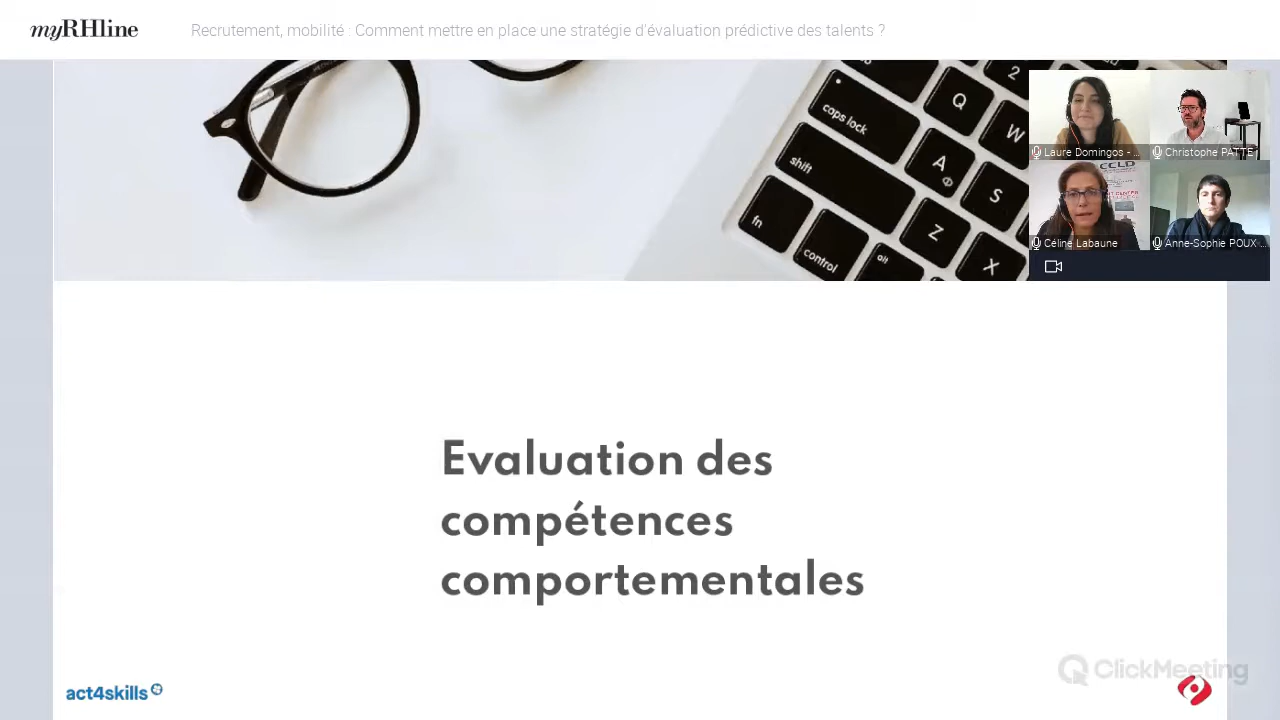 myRHline
Recrutement, mobilité : Comment mettre en place une stratégie d'évaluation prédictive des talents ?
2
Q
W
caps lock
A
S
shift
Z
X
fn
control
alt
Laure Domingos - ...
Christophe PATTE
CCLD
Céline Labaune
Anne-Sophie POUX ...
Evaluation des
compétences
comportementales
act4skills
ClickMeeting